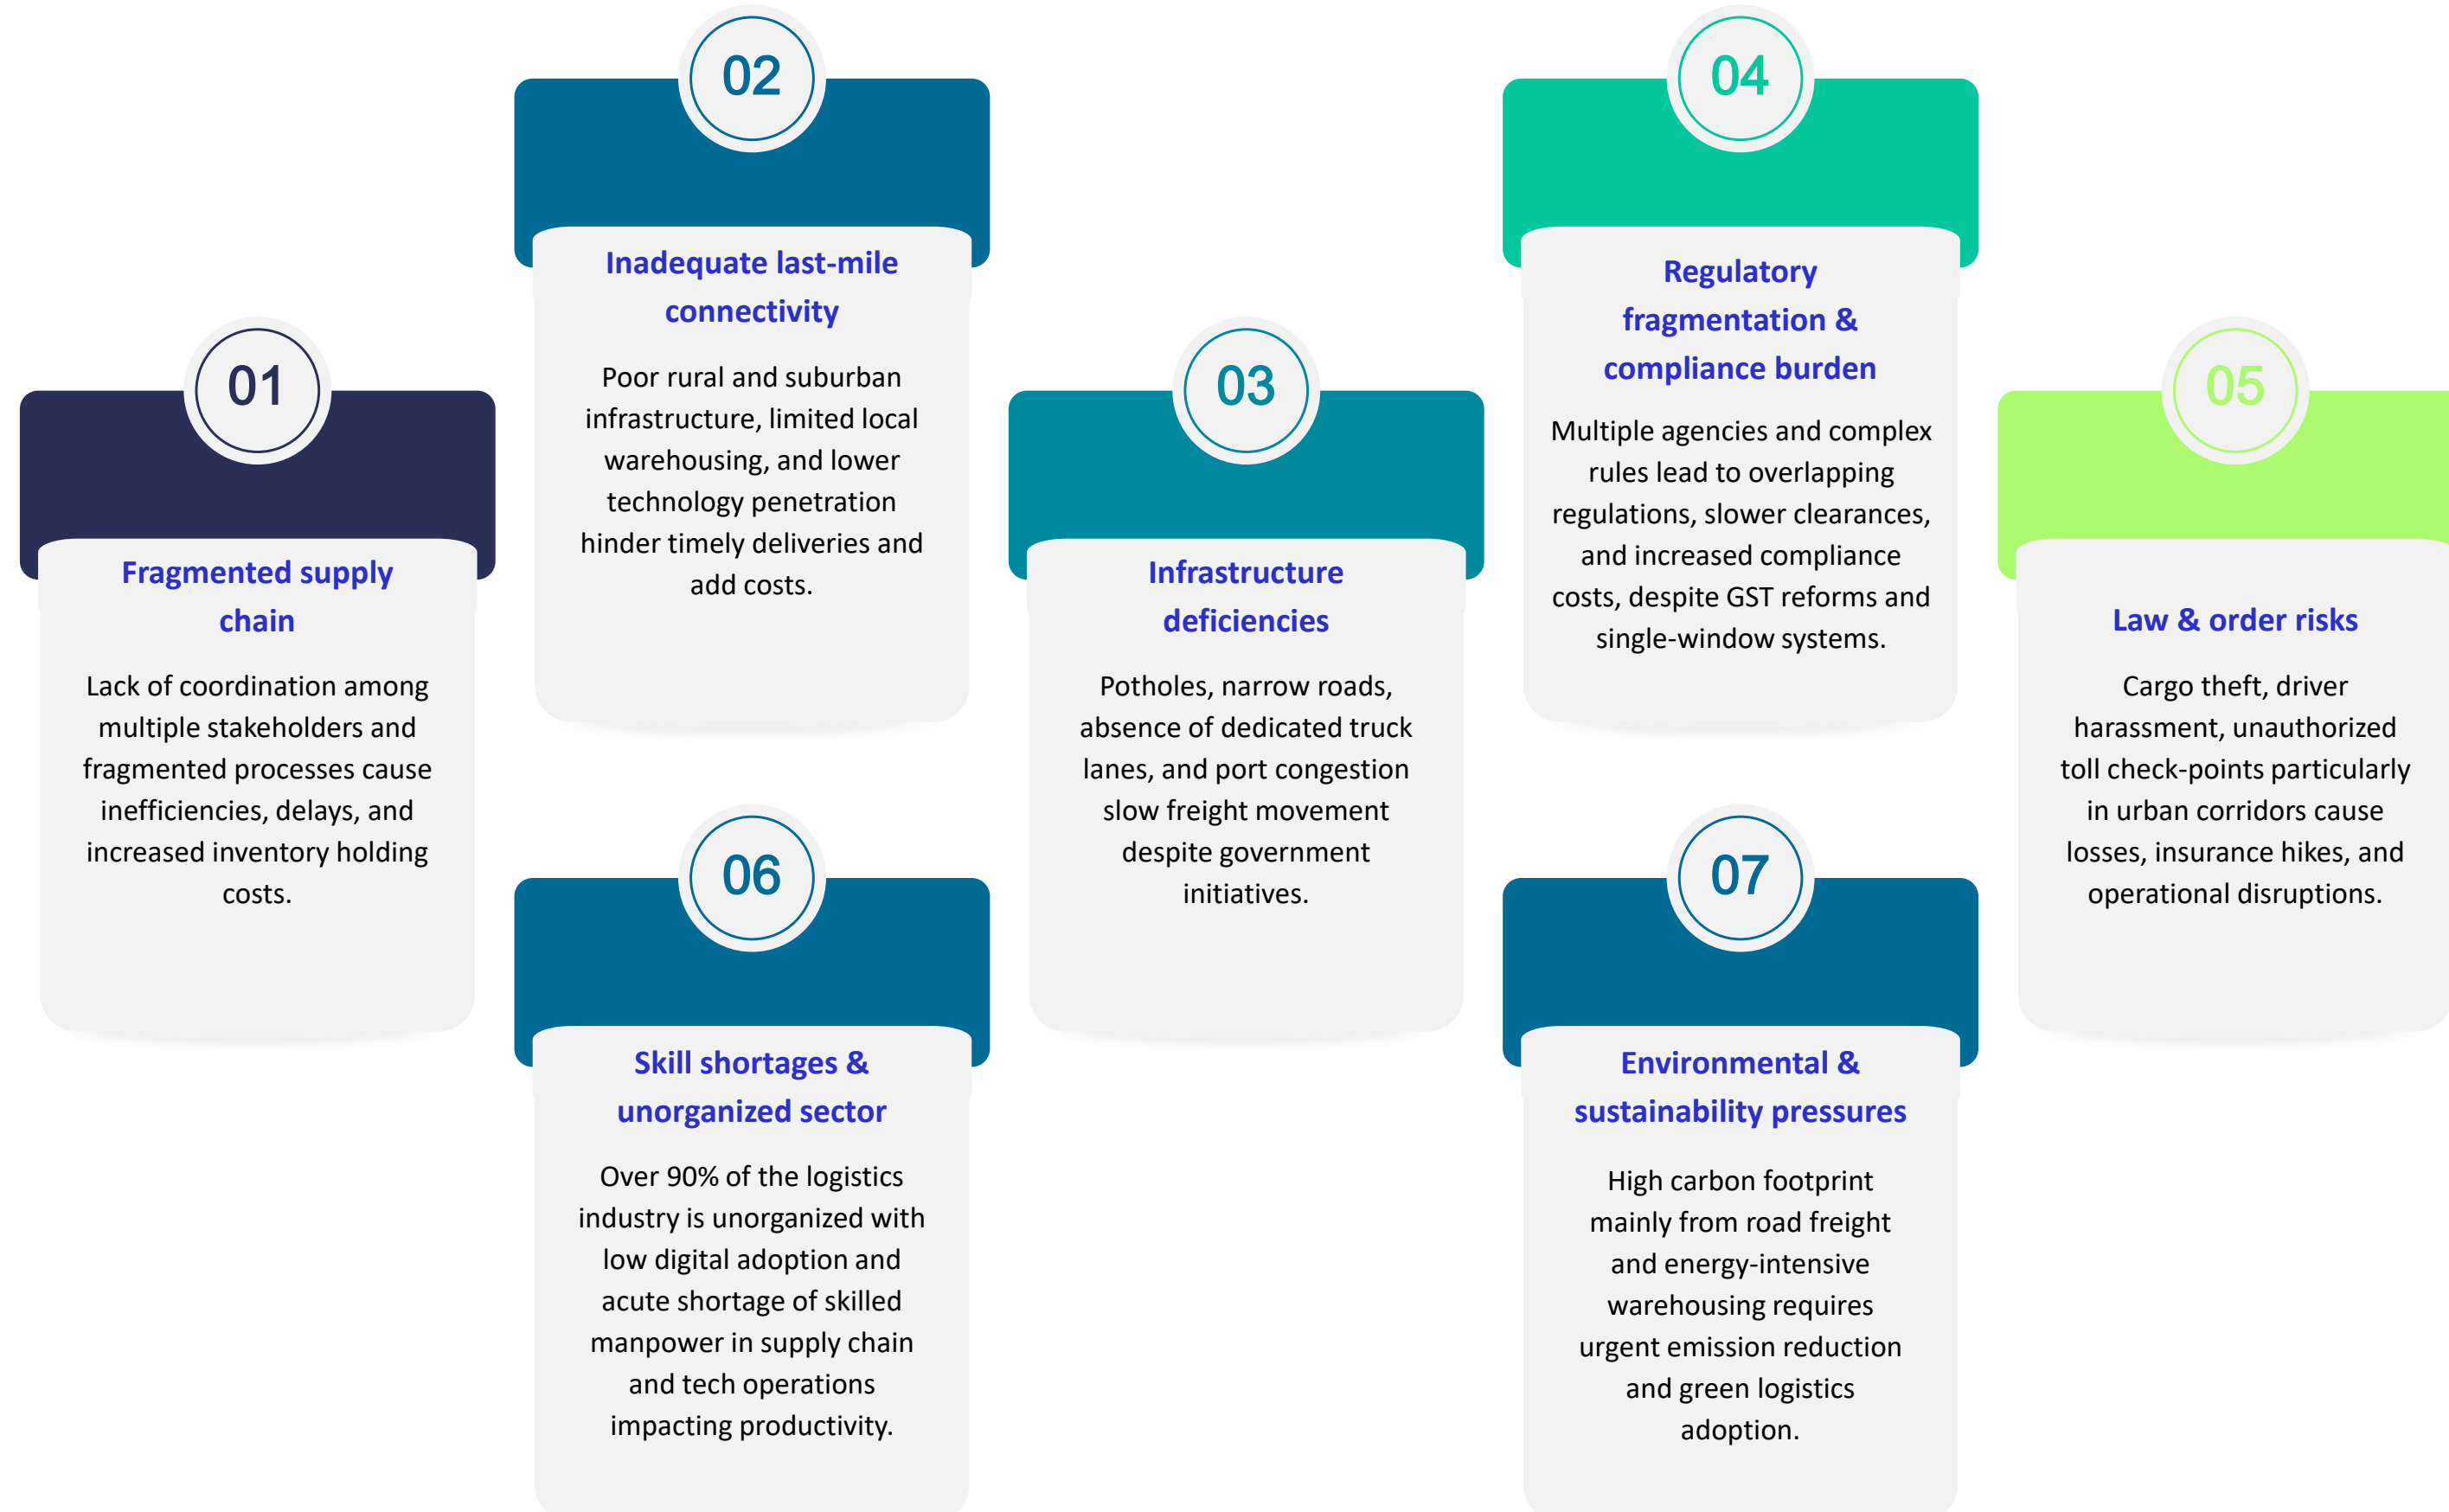 01
Fragmented supply
chain
Lack of coordination among
multiple stakeholders and
fragmented processes cause
inefficiencies, delays, and
increased inventory holding
costs.
02
Inadequate last-mile
connectivity
Poor rural and suburban
infrastructure, limited local
warehousing, and lower
technology penetration
hinder timely deliveries and
add costs.
03
Infrastructure
deficiencies
Potholes, narrow roads,
absence of dedicated truck
lanes, and port congestion
slow freight movement
despite government
initiatives.
04
Regulatory
fragmentation &
compliance burden
Multiple agencies and complex
rules lead to overlapping
regulations, slower clearances,
and increased compliance
costs, despite GST reforms and
single-window systems.
05
Law & order risks
Cargo theft, driver
harassment, unauthorized
toll check-points particularly
in urban corridors cause
losses, insurance hikes, and
operational disruptions.
06
Skill shortages &
unorganized sector
Over 90% of the logistics
industry is unorganized with
low digital adoption and
acute shortage of skilled
manpower in supply chain
and tech operations
impacting productivity.
07
Environmental &
sustainability pressures
High carbon footprint
mainly from road freight
and energy-intensive
warehousing requires
urgent emission reduction
and green logistics
adoption.